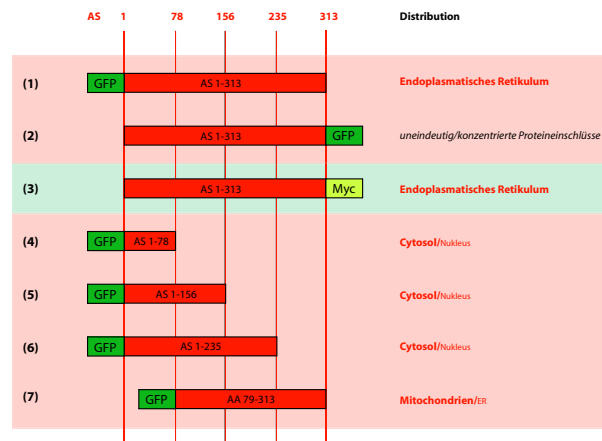 AS 1 78 156 235 313 Distribution
(1) GFP AS 1-313 Endoplasmatisches Retikulum
(2) AS 1-313 GFP uneindeutig/konzentrierte Proteineinschlüsse
(3) AS 1-313 Myc Endoplasmatisches Retikulum
(4) GFP AS 1-78 Cytosol/Nukleus
(5) GFP AS 1-156 Cytosol/Nukleus
(6) GFP AS 1-235 Cytosol/Nukleus
(7) GFP AA 79-313 Mitochondrien/ER